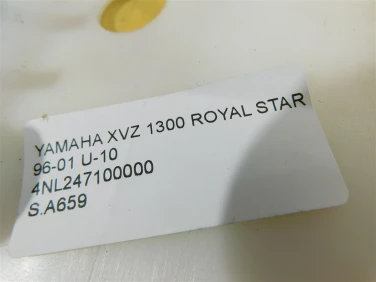 YAMAHA XVZ 1300 ROYAL STAR
96-01 U-10
4NL247100000
S.A659